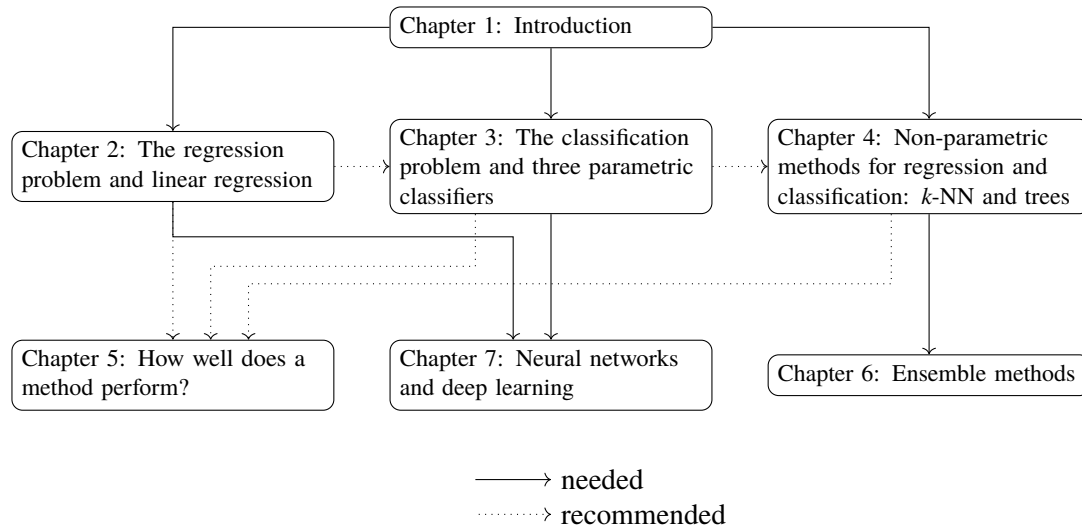 Chapter 1: Introduction
Chapter 2: The regression
problem and linear regression
Chapter 3: The classification
problem and three parametric
classifiers
Chapter 4: Non-parametric
methods for regression and
classification: k-NN and trees
Chapter 5: How well does a
method perform?
Chapter 7: Neural networks
and deep learning
Chapter 6: Ensemble methods
needed
recommended